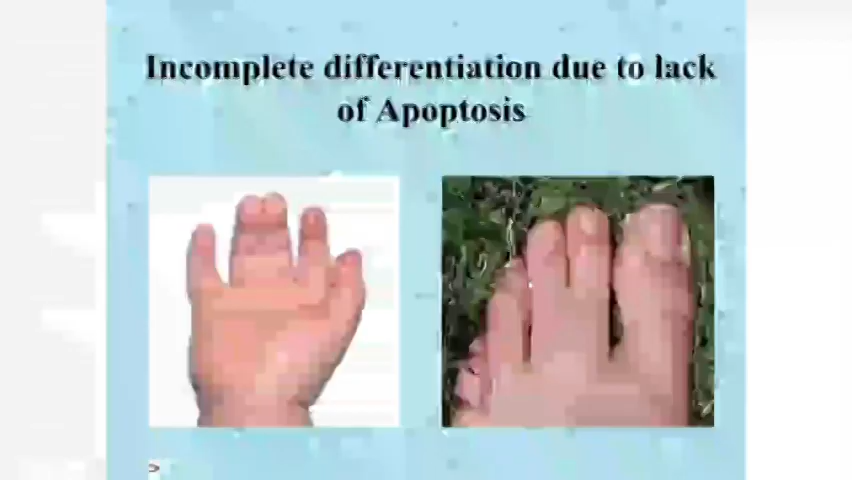 Incomplete differentiation due to lack
of Apoptosis